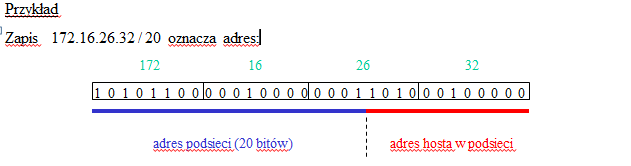 Przykład
Zapis 172.16.26.32 / 20 oznacza adres:
172 16 26 32
1 0 1 0 1 1 0 0 0 0 0 1 0 0 0 0 0 0 0 1 1 0 1 0 0 0 1 0 0 0 0 0
adres podsieci (20 bitów) adres hosta w podsieci